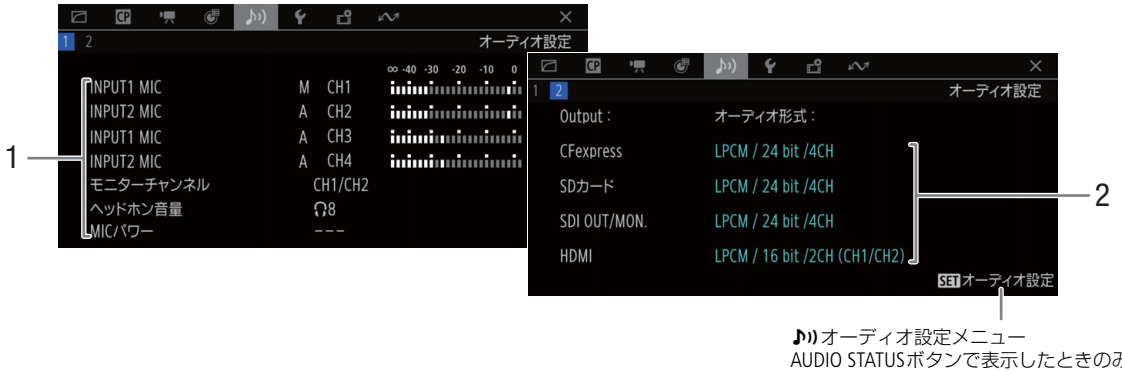 CP
1 2 オーディオ設定
∞ -40 -30 -20 -10 0
INPUT1 MIC M CH1
INPUT2 MIC A CH2
INPUT1 MIC A CH3
INPUT2 MIC A CH4
モニターチャンネル CH1/CH2
ヘッドホン音量 8
MICパワー ---
1
CP
1 2 オーディオ設定
Output : オーディオ形式 :
CFexpress LPCM / 24 bit /4CH
SDカード LPCM / 24 bit /4CH
SDI OUT/MON. LPCM / 24 bit /4CH
HDMI LPCM / 16 bit /2CH (CH1/CH2)
SET オーディオ設定
2
オーディオ設定メニュー
AUDIO STATUSボタンで表示したときのみ